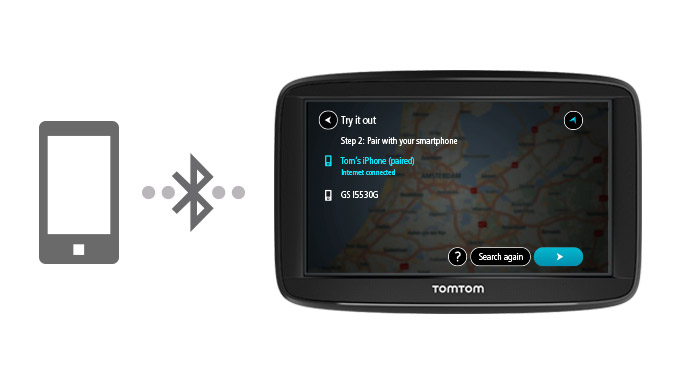 Try it out
Step 2: Pair with your smartphone
Tom's iPhone (paired)
Internet connected
AMSTERDAM
GS I5530G
? Search again
TOMTOM